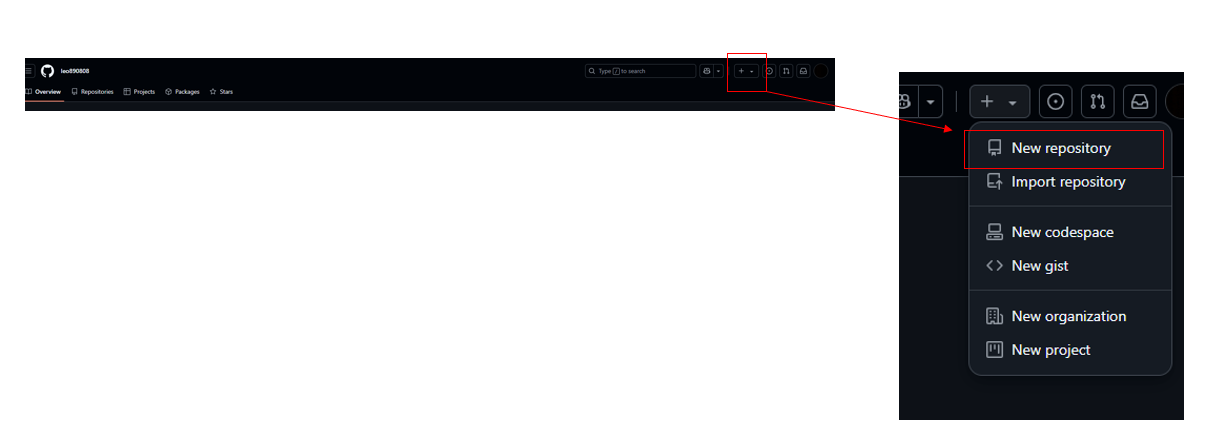 leo890808
Type / to search
Overview Repositories Projects Packages Stars
New repository
Import repository
New codespace
New gist
New organization
New project